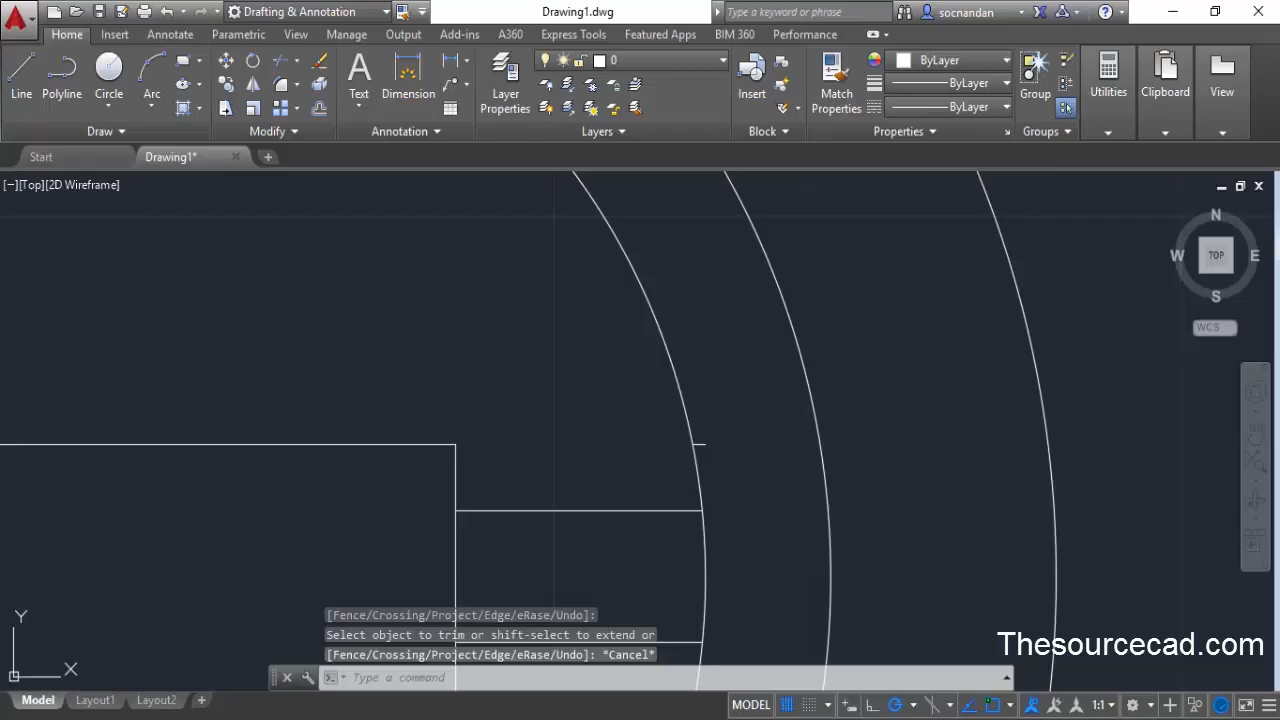 Drafting & Annotation
Drawing1.dwg
Type a keyword or phrase
socnandan
Home Insert Annotate Parametric View Manage Output Add-ins A360 Express Tools Featured Apps BIM 360 Performance
Line
Polyline
Circle
Arc
Draw
Modify
Text
Dimension
Annotation
Layer
Properties
0
Layers
Insert
Block
Match
Properties
ByLayer
ByLayer
ByLayer
Properties
Group
Groups
Utilities
Clipboard
View
Start
Drawing1*
[−][Top][2D Wireframe]
N
W TOP E
S
WCS
Y
X
[Fence/Crossing/Project/Edge/eRase/Undo]:
Select object to trim or shift-select to extend or
[Fence/Crossing/Project/Edge/eRase/Undo]: *Cancel*
Type a command
Thesourcecad.com
Model Layout1 Layout2
MODEL
1:1